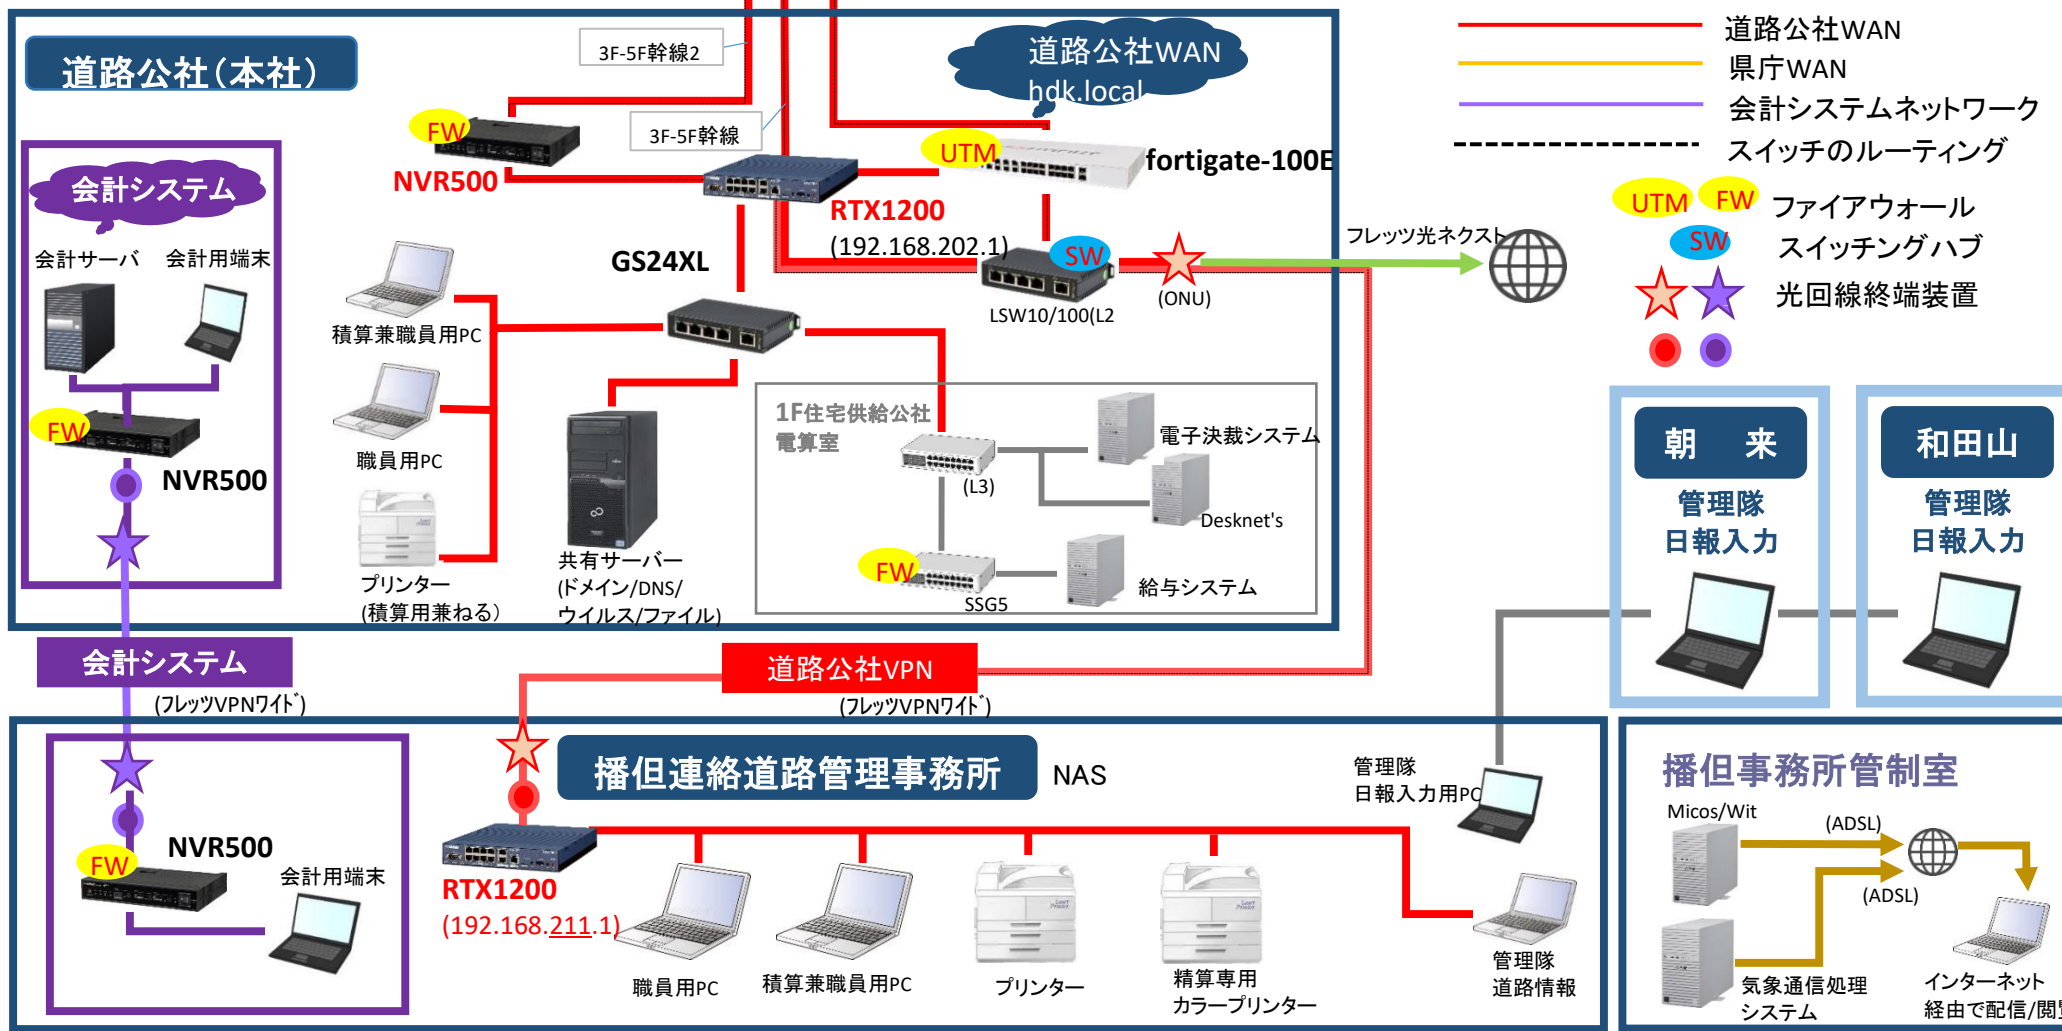 道路公社(本社)
3F-5F幹線2
3F-5F幹線
道路公社WAN
hdk.local
道路公社WAN
県庁WAN
会計システムネットワーク
スイッチのルーティング
UTM
FW
ファイアウォール
SW
スイッチングハブ
光回線終端装置
会計システム
会計サーバ
会計用端末
FW
NVR500
FW
NVR500
UTM
fortigate-100E
RTX1200
(192.168.202.1)
GS24XL
SW
LSW10/100(L2
(ONU)
フレッツ光ネクスト
積算兼職員用PC
職員用PC
プリンター
(積算用兼ねる)
共有サーバー
(ドメイン/DNS/
ウイルス/ファイル)
1F住宅供給公社
電算室
(L3)
電子決裁システム
Desknet's
FW
SSG5
給与システム
朝 来
管理隊
日報入力
和田山
管理隊
日報入力
会計システム
(フレッツVPNワイド)
道路公社VPN
(フレッツVPNワイド)
播但連絡道路管理事務所
NAS
FW
NVR500
会計用端末
RTX1200
(192.168.211.1)
職員用PC
積算兼職員用PC
プリンター
精算専用
カラープリンター
管理隊
日報入力用PC
管理隊
道路情報
播但事務所管制室
Micos/Wit
(ADSL)
(ADSL)
気象通信処理
システム
インターネット
経由で配信/閲